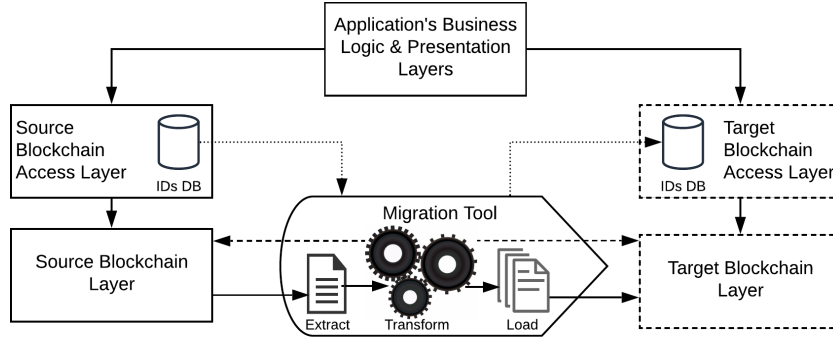 Application's Business
Logic & Presentation
Layers
Source
Blockchain
Access Layer
IDs DB
Target
Blockchain
Access Layer
IDs DB
Migration Tool
Source Blockchain
Layer
Target Blockchain
Layer
Extract
Transform
Load